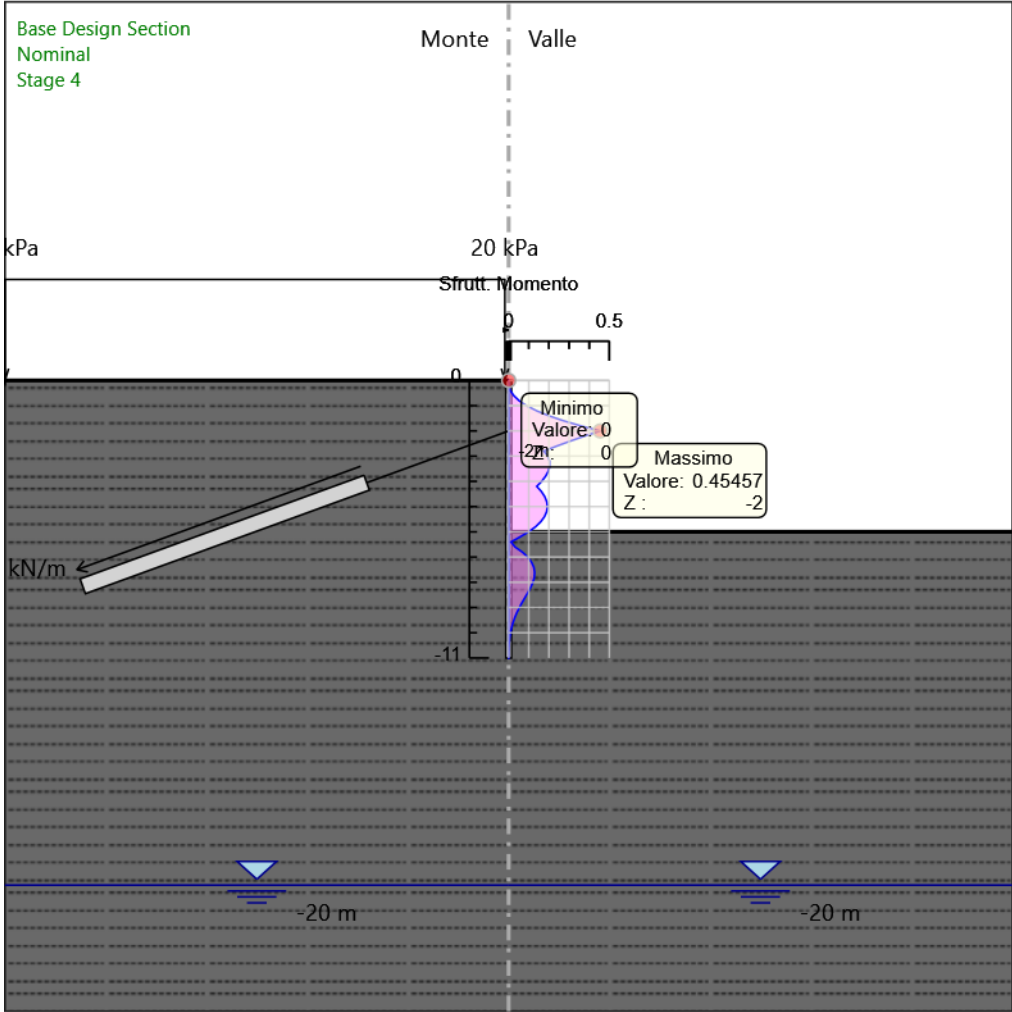 Base Design Section
Nominal
Stage 4
Monte
Valle
kPa
20 kPa
Sfrutt. Momento
0
0.5
0
Minimo
Valore: 0
Z : 0
-2m
Massimo
Valore: 0.45457
Z : -2
kN/m
-11
-20 m
-20 m